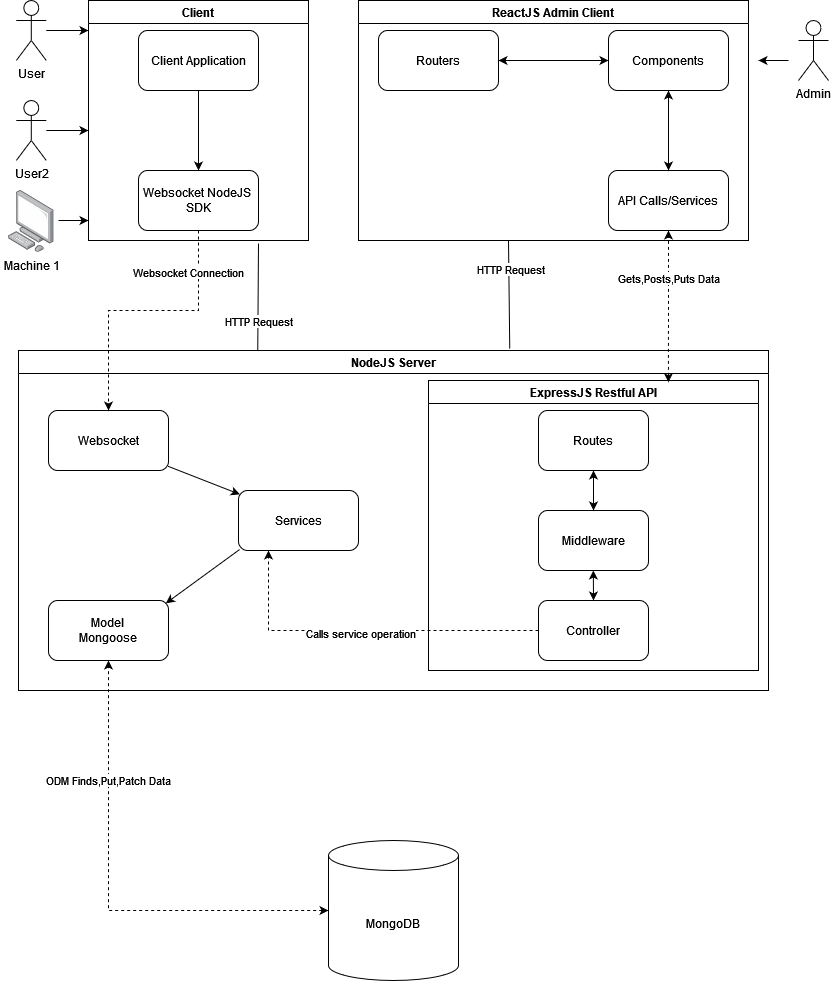 Client
ReactJS Admin Client
Client Application
Routers
Components
User
Admin
User2
Websocket NodeJS
SDK
API Calls/Services
Machine 1
Websocket Connection
HTTP Request
Gets,Posts,Puts Data
HTTP Request
NodeJS Server
ExpressJS Restful API
Websocket
Routes
Services
Middleware
Model
Mongoose
Controller
Calls service operation
ODM Finds,Put,Patch Data
MongoDB